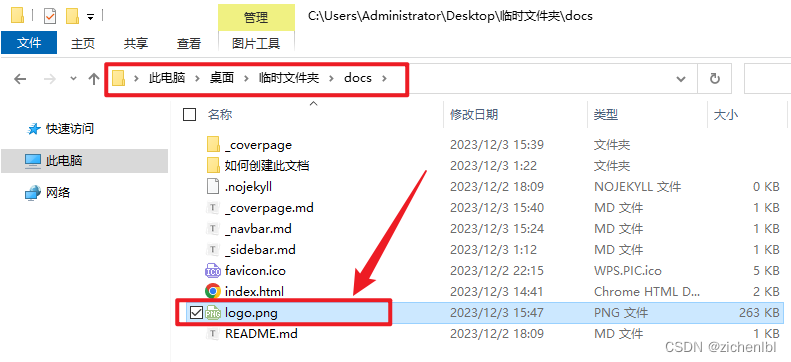 管理 C:\Users\Administrator\Desktop\临时文件夹\docs
文件 主页 共享 查看 图片工具
此电脑 桌面 临时文件夹 docs
名称 修改日期 类型 大小
快速访问
此电脑
网络
_coverpage 2023/12/3 15:39 文件夹
如何创建此文档 2023/12/3 1:22 文件夹
.nojekyll 2023/12/2 18:09 NOJEKYLL 文件 0 KB
_coverpage.md 2023/12/3 15:40 MD 文件 1 KB
_navbar.md 2023/12/3 15:24 MD 文件 1 KB
_sidebar.md 2023/12/3 1:12 MD 文件 1 KB
favicon.ico 2023/12/2 22:15 WPS.PIC.ico 5 KB
index.html 2023/12/3 14:41 Chrome HTML D... 2 KB
logo.png 2023/12/3 15:47 PNG 文件 263 KB
README.md 2023/12/2 18:09 MD 文件 1 KB
CSDN @zichenlbl